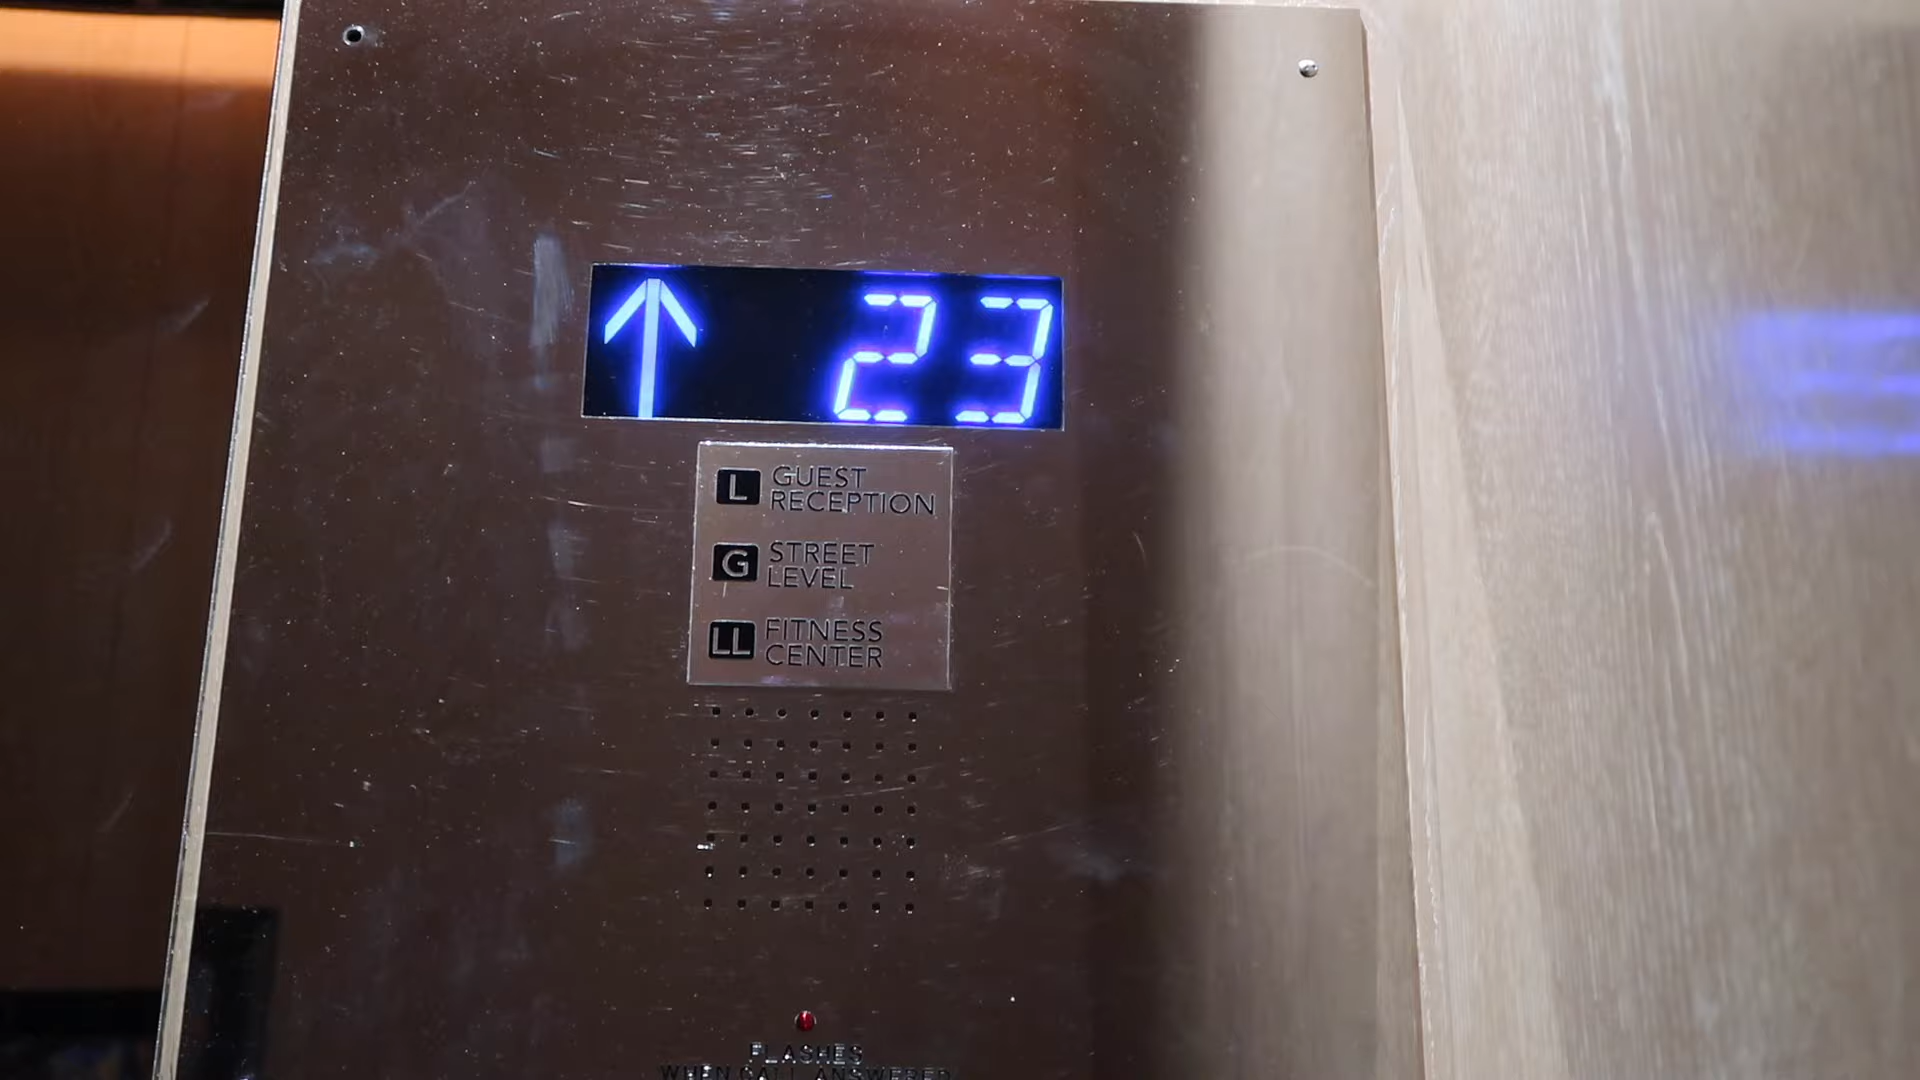 ↑ 23
L GUEST
RECEPTION
G STREET
LEVEL
LL FITNESS
CENTER
FLASHES
WHEN CALL ANSWERED